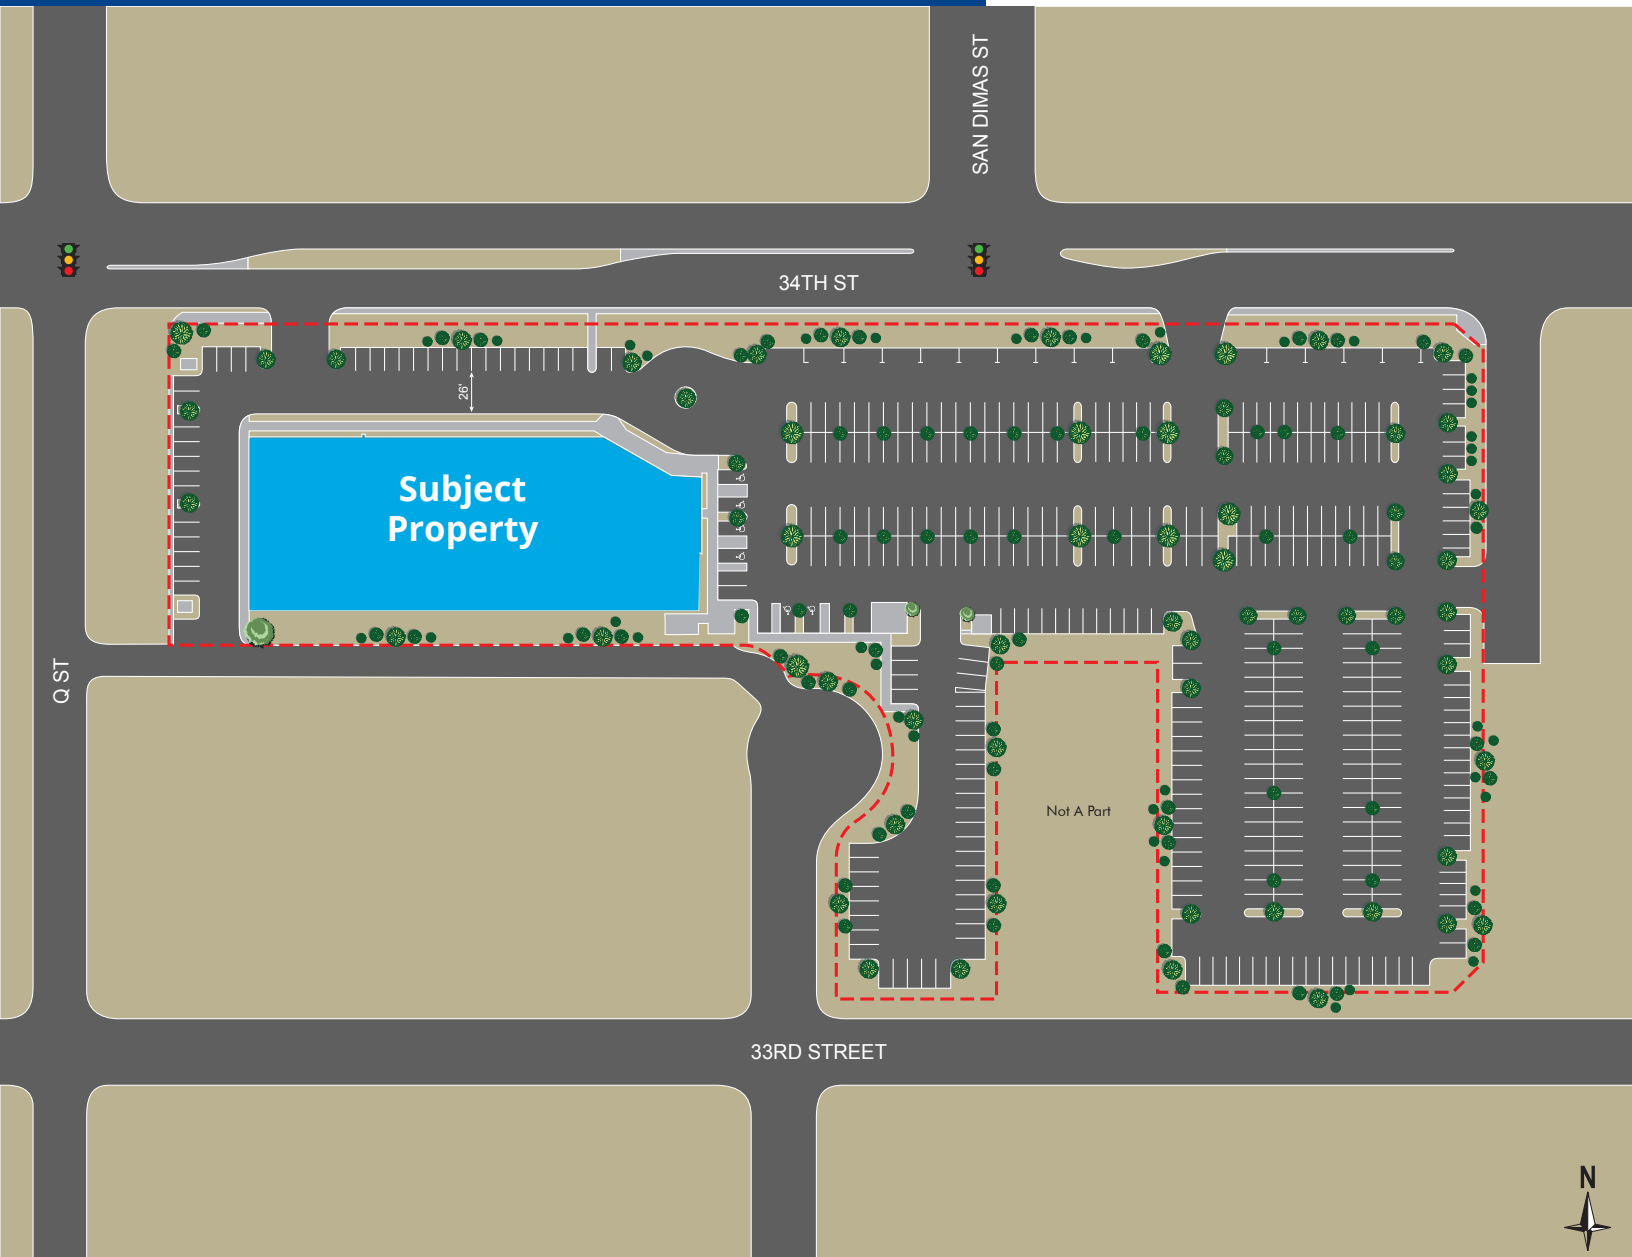 SAN DIMAS ST
34TH ST
26'
Subject
Property
Q ST
Not A Part
33RD STREET
N